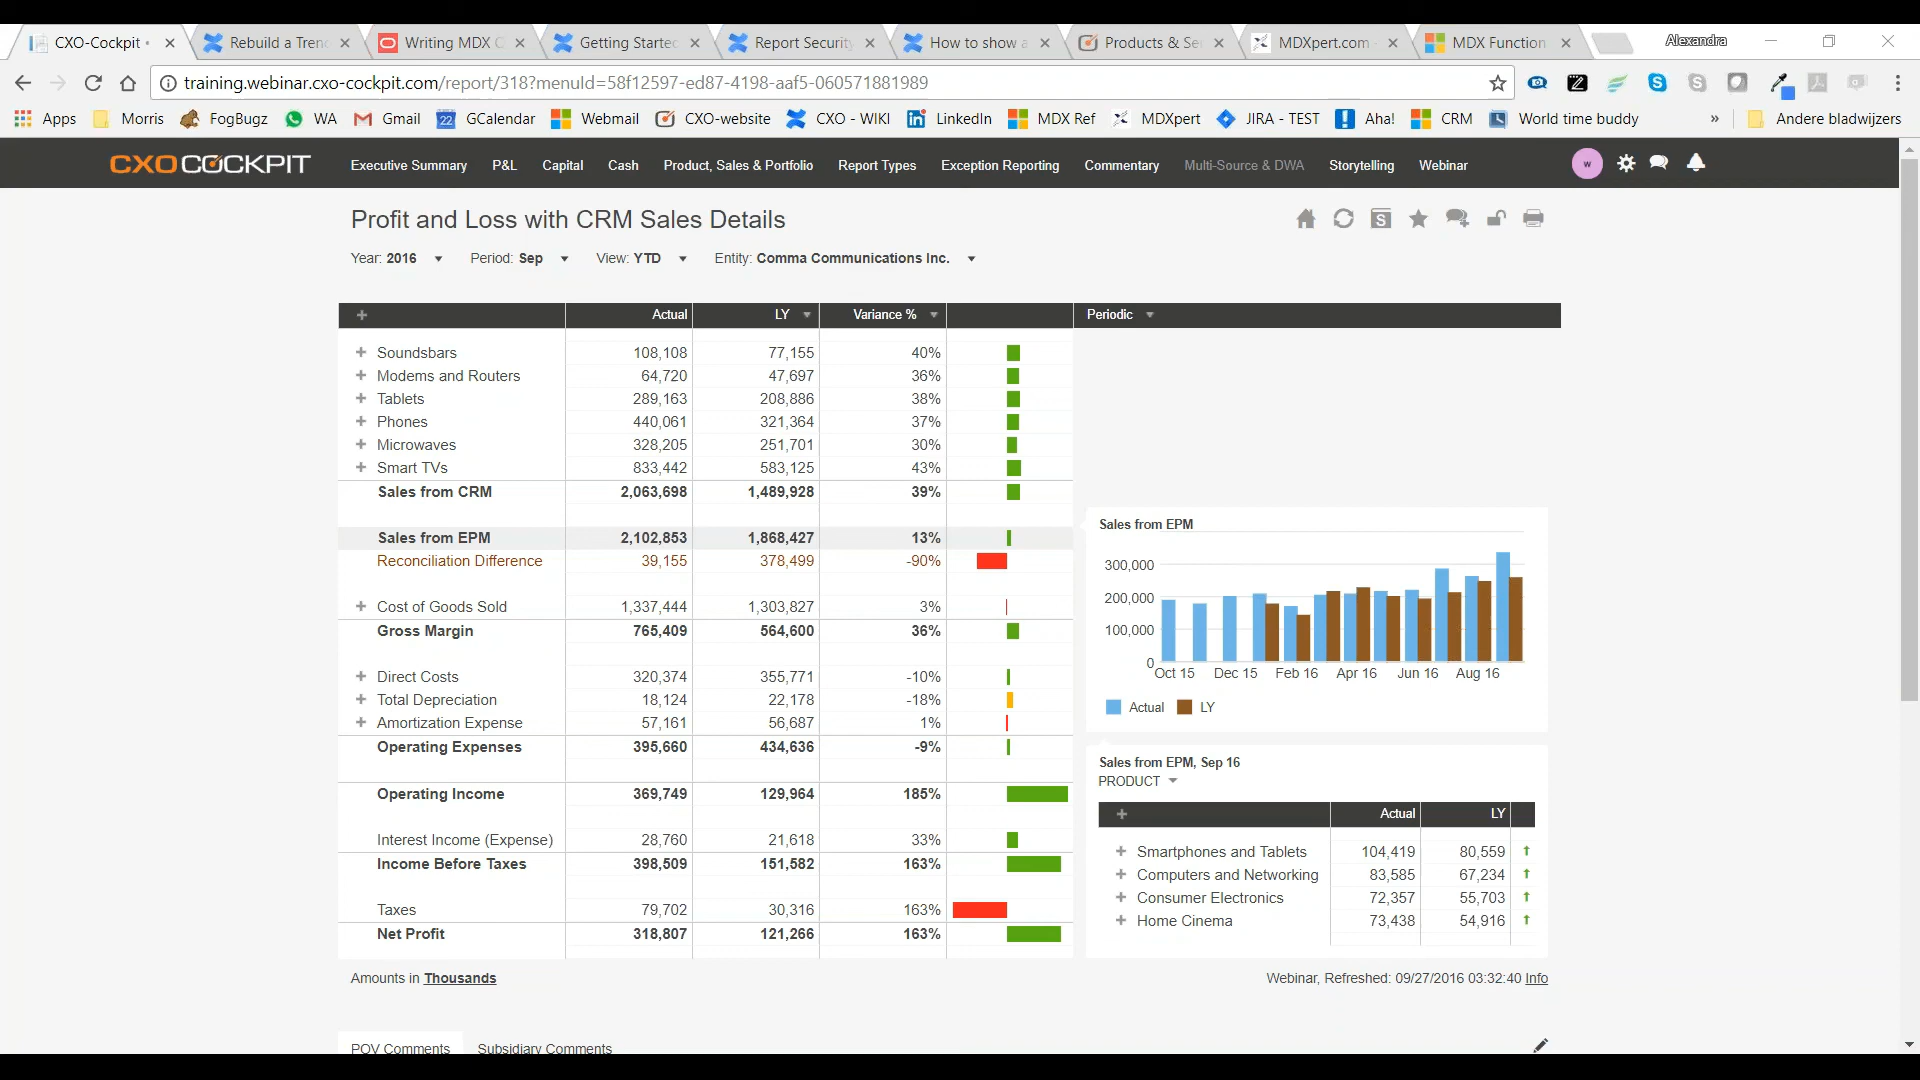 CXO-Cockpit •
Rebuild a Tren
Writing MDX C
Getting Starte
Report Security
How to show a
Products & Se
MDXpert.com -
MDX Function
Alexandra
training.webinar.cxo-cockpit.com/report/318?menuId=58f12597-ed87-4198-aaf5-060571881989
Apps
Morris
FogBugz
WA
Gmail
22
GCalendar
Webmail
CXO-website
CXO - WIKI
LinkedIn
MDX Ref
MDXpert
JIRA - TEST
Aha!
CRM
World time buddy
»
Andere bladwijzers
CXO COCKPIT
Executive Summary
P&L
Capital
Cash
Product, Sales & Portfolio
Report Types
Exception Reporting
Commentary
Multi-Source & DWA
Storytelling
Webinar
w
Profit and Loss with CRM Sales Details
S
Year: 2016 Period: Sep View: YTD Entity: Comma Communications Inc.
+ Actual LY Variance % Periodic
+ Soundsbars 108,108 77,155 40%
+ Modems and Routers 64,720 47,697 36%
+ Tablets 289,163 208,886 38%
+ Phones 440,061 321,364 37%
+ Microwaves 328,205 251,701 30%
+ Smart TVs 833,442 583,125 43%
Sales from CRM 2,063,698 1,489,928 39%
Sales from EPM 2,102,853 1,868,427 13%
Reconciliation Difference 39,155 378,499 -90%
+ Cost of Goods Sold 1,337,444 1,303,827 3%
Gross Margin 765,409 564,600 36%
+ Direct Costs 320,374 355,771 -10%
+ Total Depreciation 18,124 22,178 -18%
+ Amortization Expense 57,161 56,687 1%
Operating Expenses 395,660 434,636 -9%
Operating Income 369,749 129,964 185%
Interest Income (Expense) 28,760 21,618 33%
Income Before Taxes 398,509 151,582 163%
Taxes 79,702 30,316 163%
Net Profit 318,807 121,266 163%
Sales from EPM
300,000
200,000
100,000
0
Oct 15 Dec 15 Feb 16 Apr 16 Jun 16 Aug 16
Actual LY
Sales from EPM, Sep 16
PRODUCT
+ Actual LY
+ Smartphones and Tablets 104,419 80,559
+ Computers and Networking 83,585 67,234
+ Consumer Electronics 72,357 55,703
+ Home Cinema 73,438 54,916
Amounts in Thousands
Webinar, Refreshed: 09/27/2016 03:32:40 Info
POV Comments Subsidiary Comments